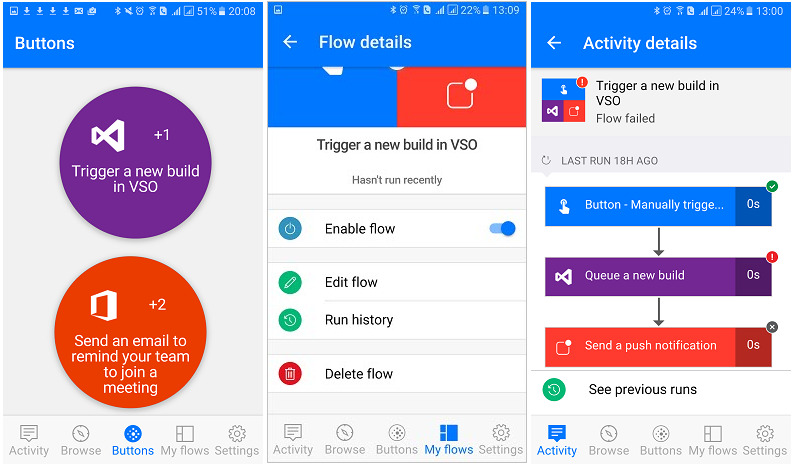 51% 20:08
Buttons
+1
Trigger a new build
in VSO
+2
Send an email to
remind your team
to join a
meeting
Activity Browse Buttons My flows Settings
22% 13:09
Flow details
Trigger a new build in VSO
Hasn't run recently
Enable flow
Edit flow
Run history
Delete flow
Activity Browse Buttons My flows Settings
24% 13:00
Activity details
Trigger a new build in
VSO
Flow failed
LAST RUN 18H AGO
Button - Manually trigge... 0s
Queue a new build 0s
Send a push notification 0s
See previous runs
Activity Browse Buttons My flows Settings